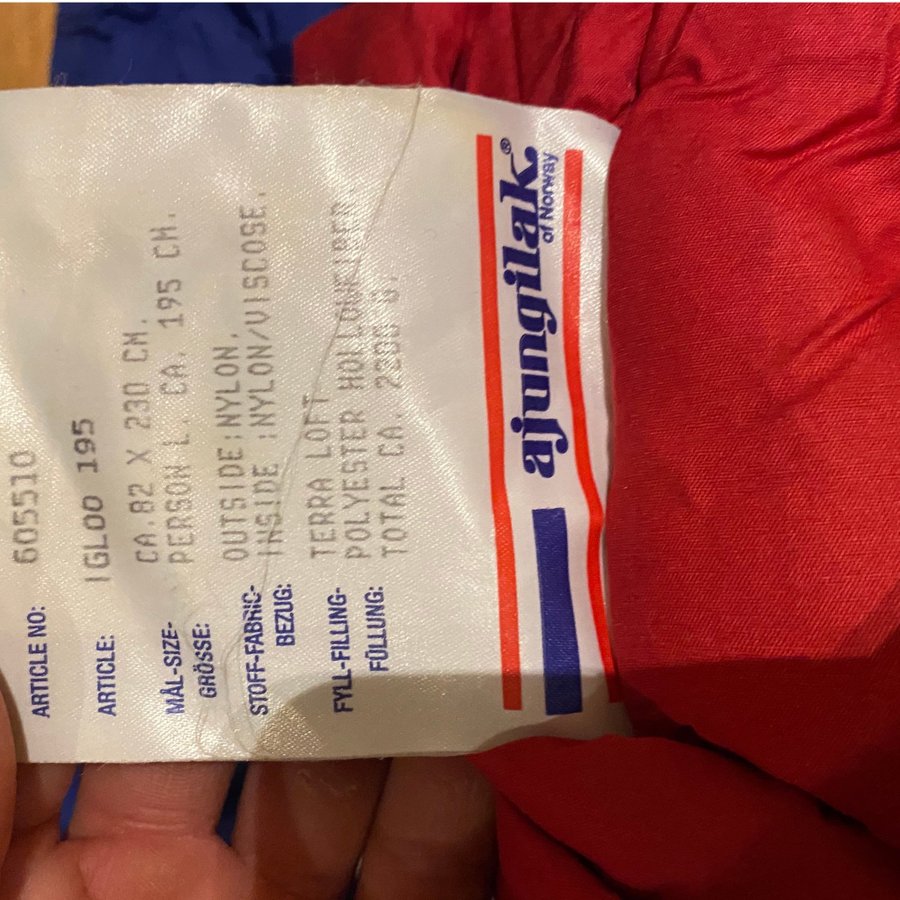 ARTICLE NO: 605510
ARTICLE: IGLOO 195
MÅL-SIZE- CA.82 X 230 CM.
GRÖSSE: PERSON L. CA. 195 CM.
STOFF-FABRIC- OUTSIDE:NYLON.
BEZUG: INSIDE :NYLON/VISCOSE.
FYLL-FILLING- TERRA LOFT
FÜLLUNG: POLYESTER HOLLOWFIBER.
TOTAL CA. 2200 G.
ajungilak®
of Norway